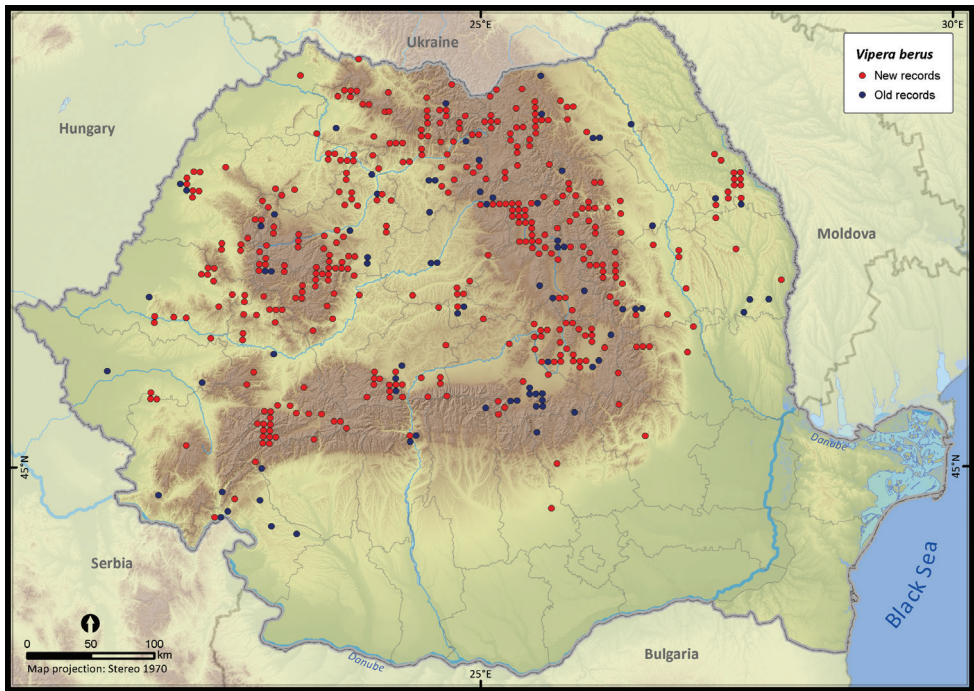 25°E
30°E
Ukraine
Vipera berus
New records
Old records
Hungary
Moldova
Danube
45°N
45°N
Black Sea
Serbia
0 50 100
km
Map projection: Stereo 1970
Danube
Bulgaria
25°E